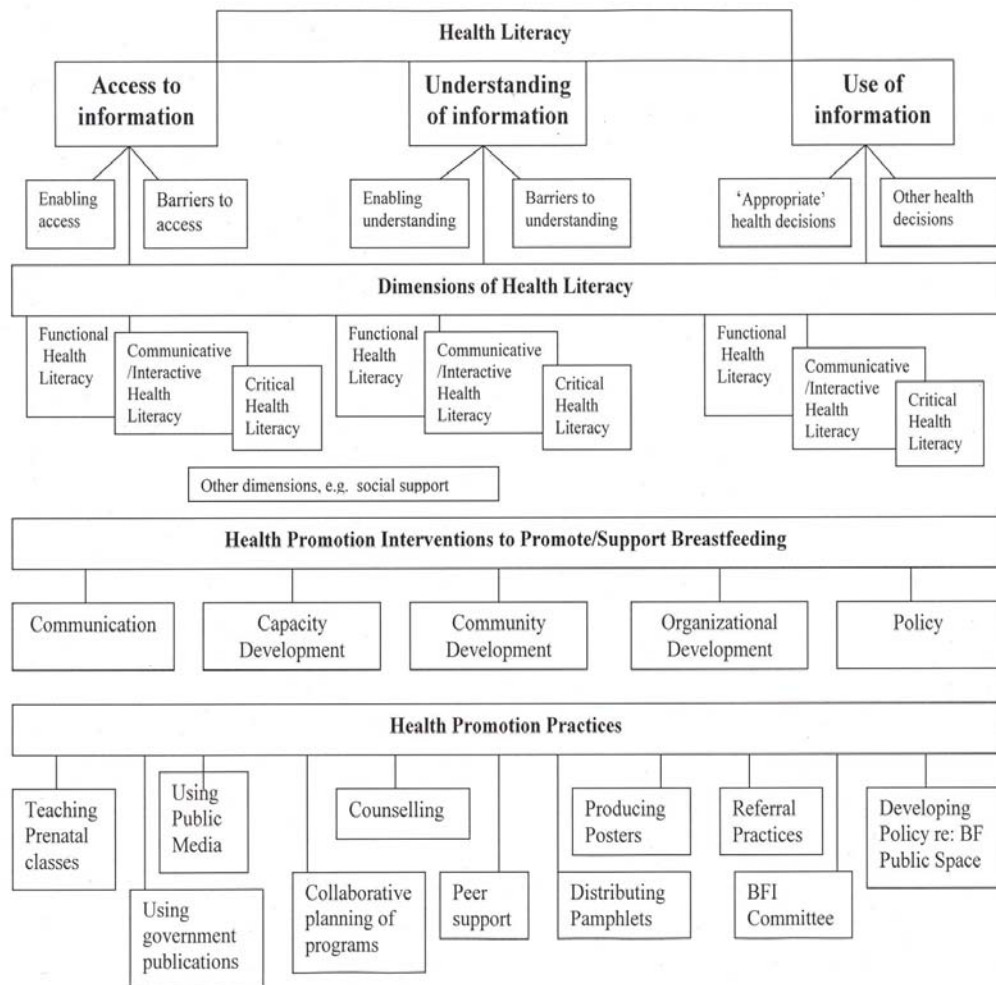 Health Literacy
Access to
information
Understanding
of information
Use of
information
Enabling
access
Barriers to
access
Enabling
understanding
Barriers to
understanding
‘Appropriate’
health decisions
Other health
decisions
Dimensions of Health Literacy
Functional
Health
Literacy
Communicative
/Interactive
Health
Literacy
Critical
Health
Literacy
Functional
Health
Literacy
Communicative
/Interactive
Health
Literacy
Critical
Health
Literacy
Functional
Health
Literacy
Communicative
/Interactive
Health
Literacy
Critical
Health
Literacy
Other dimensions, e.g. social support
Health Promotion Interventions to Promote/Support Breastfeeding
Communication
Capacity
Development
Community
Development
Organizational
Development
Policy
Health Promotion Practices
Teaching
Prenatal
classes
Using
Public
Media
Counselling
Producing
Posters
Referral
Practices
Developing
Policy re: BF
Public Space
Using
government
publications
Collaborative
planning of
programs
Peer
support
Distributing
Pamphlets
BFI
Committee